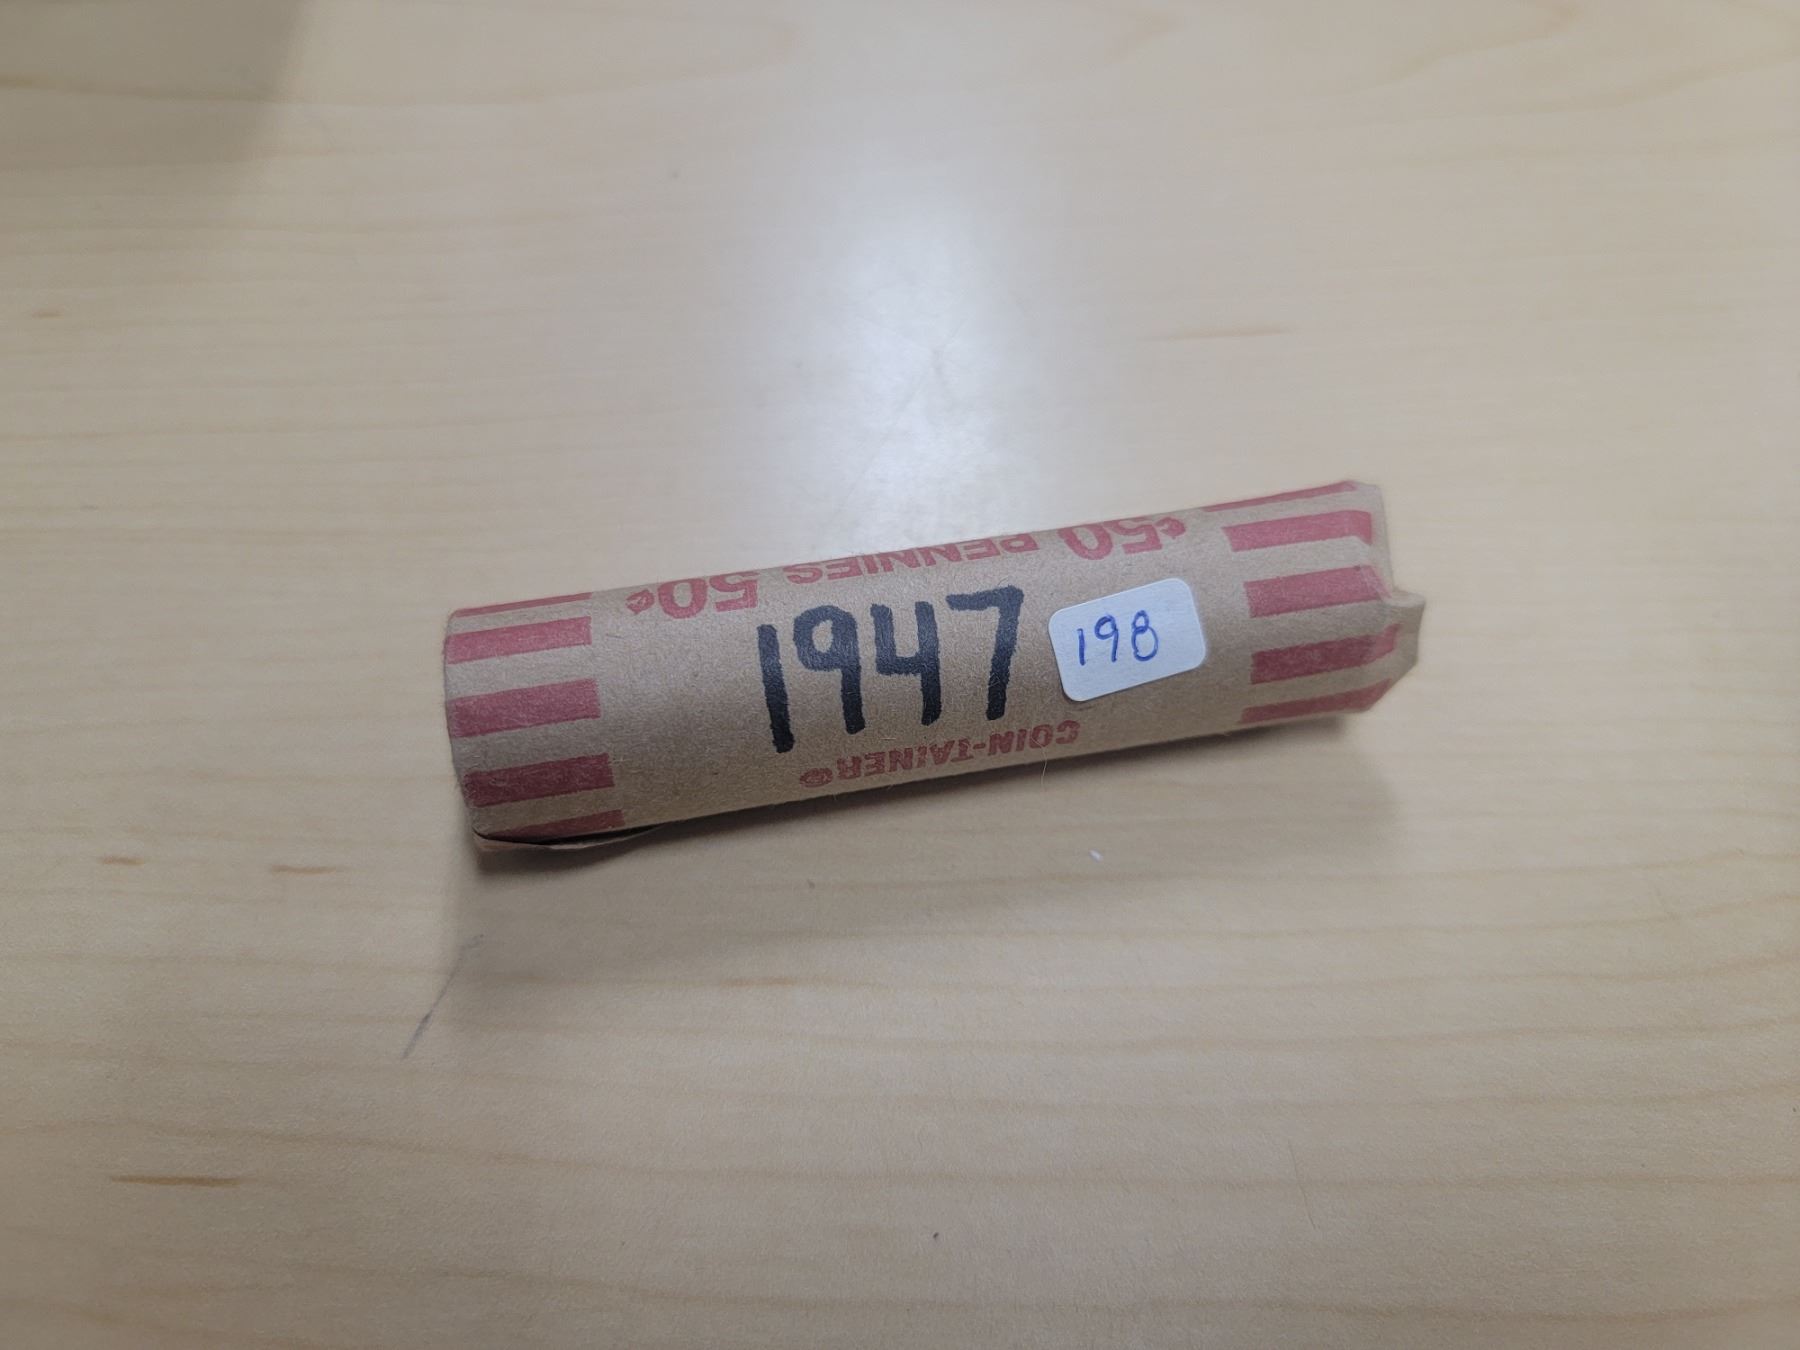 50¢ PENNIES 50¢
1947
198
COIN-TAINER®